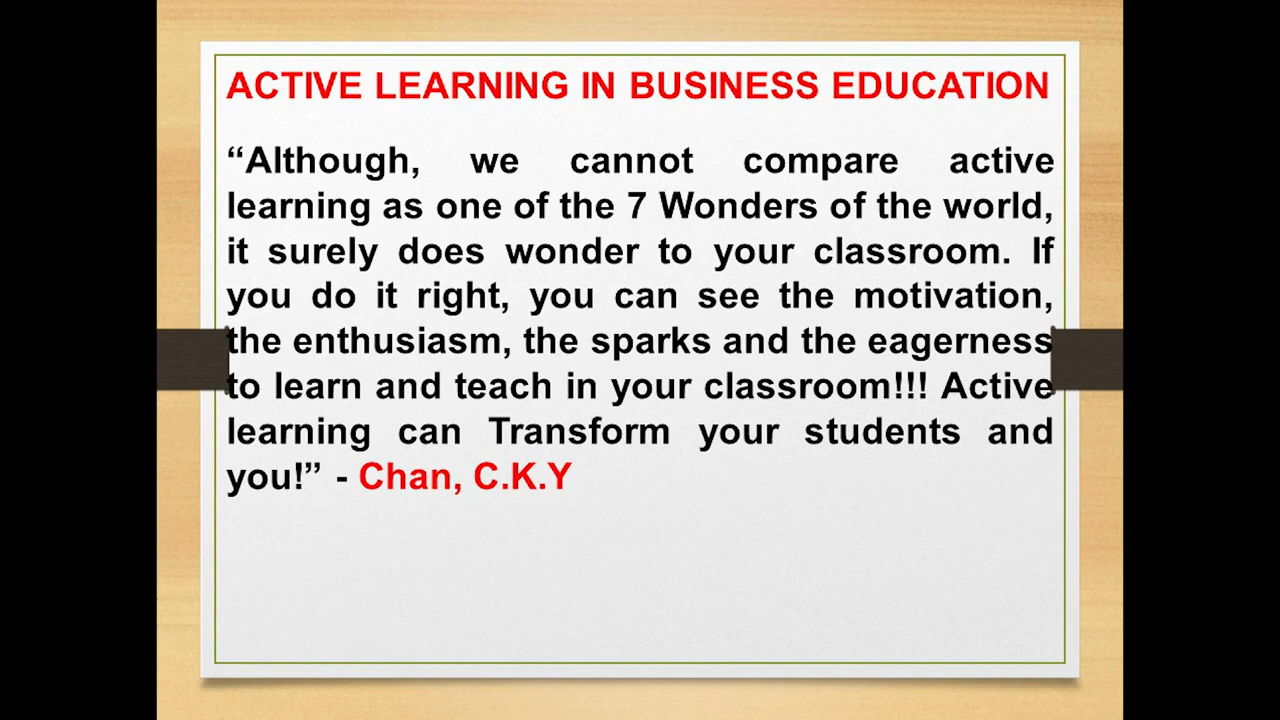 ACTIVE LEARNING IN BUSINESS EDUCATION
“Although, we cannot compare active
learning as one of the 7 Wonders of the world,
it surely does wonder to your classroom. If
you do it right, you can see the motivation,
the enthusiasm, the sparks and the eagerness
to learn and teach in your classroom!!! Active
learning can Transform your students and
you!” - Chan, C.K.Y